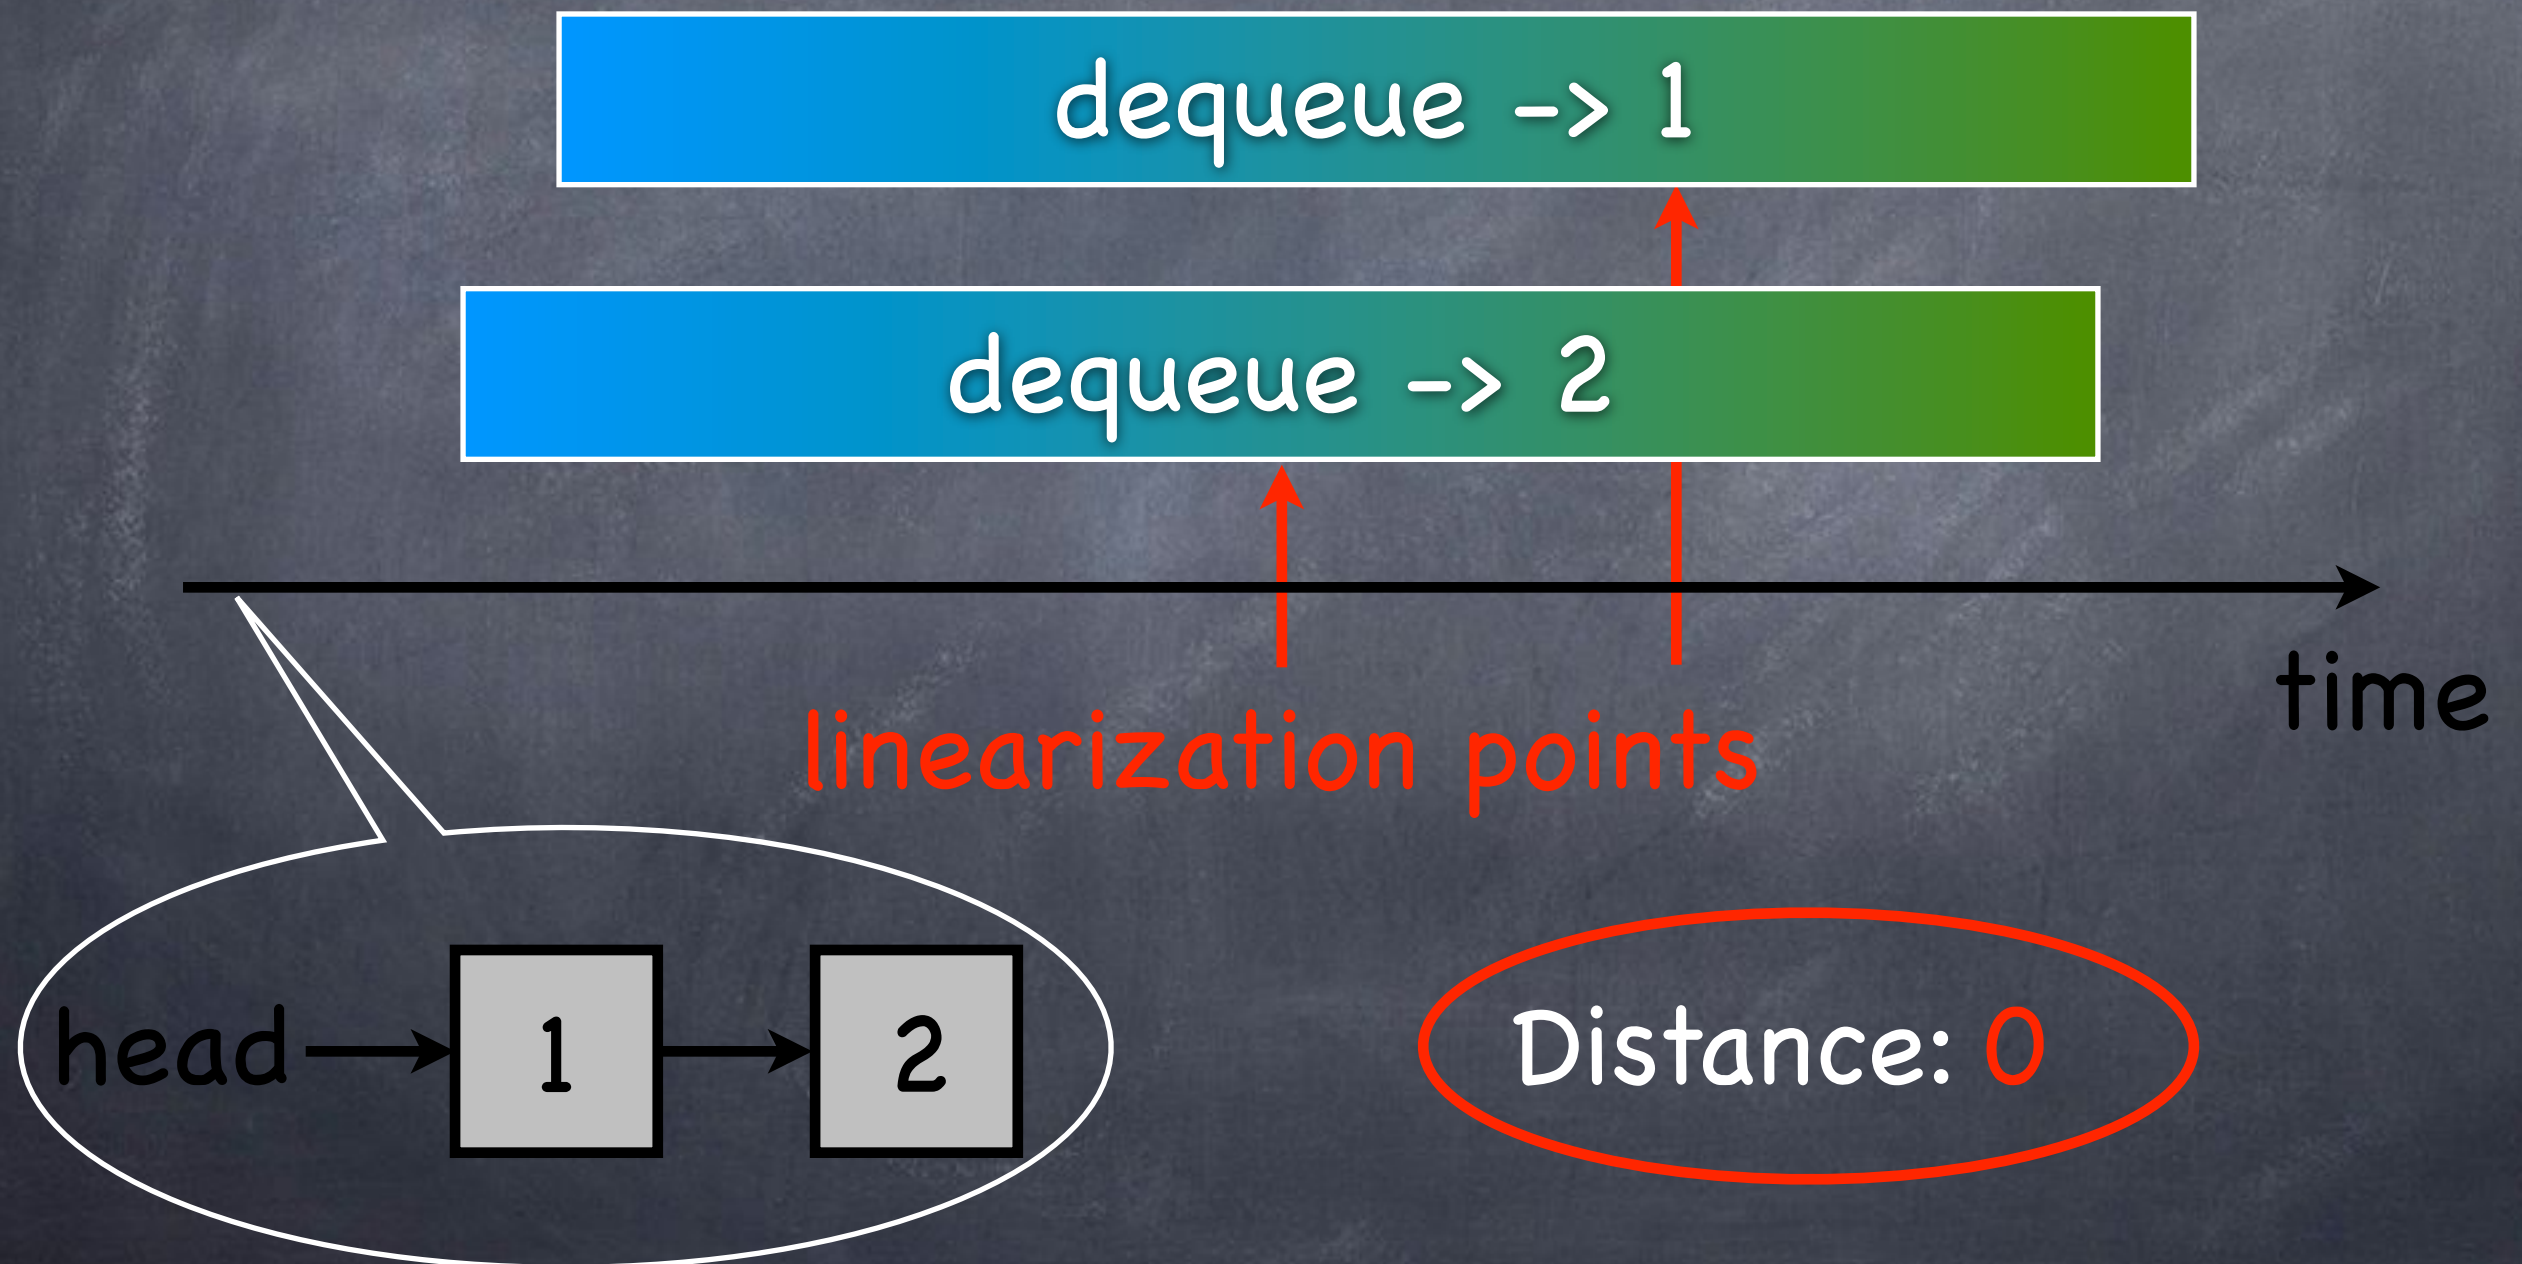 dequeue -> 1
dequeue -> 2
time
linearization points
head 1 2
Distance: 0